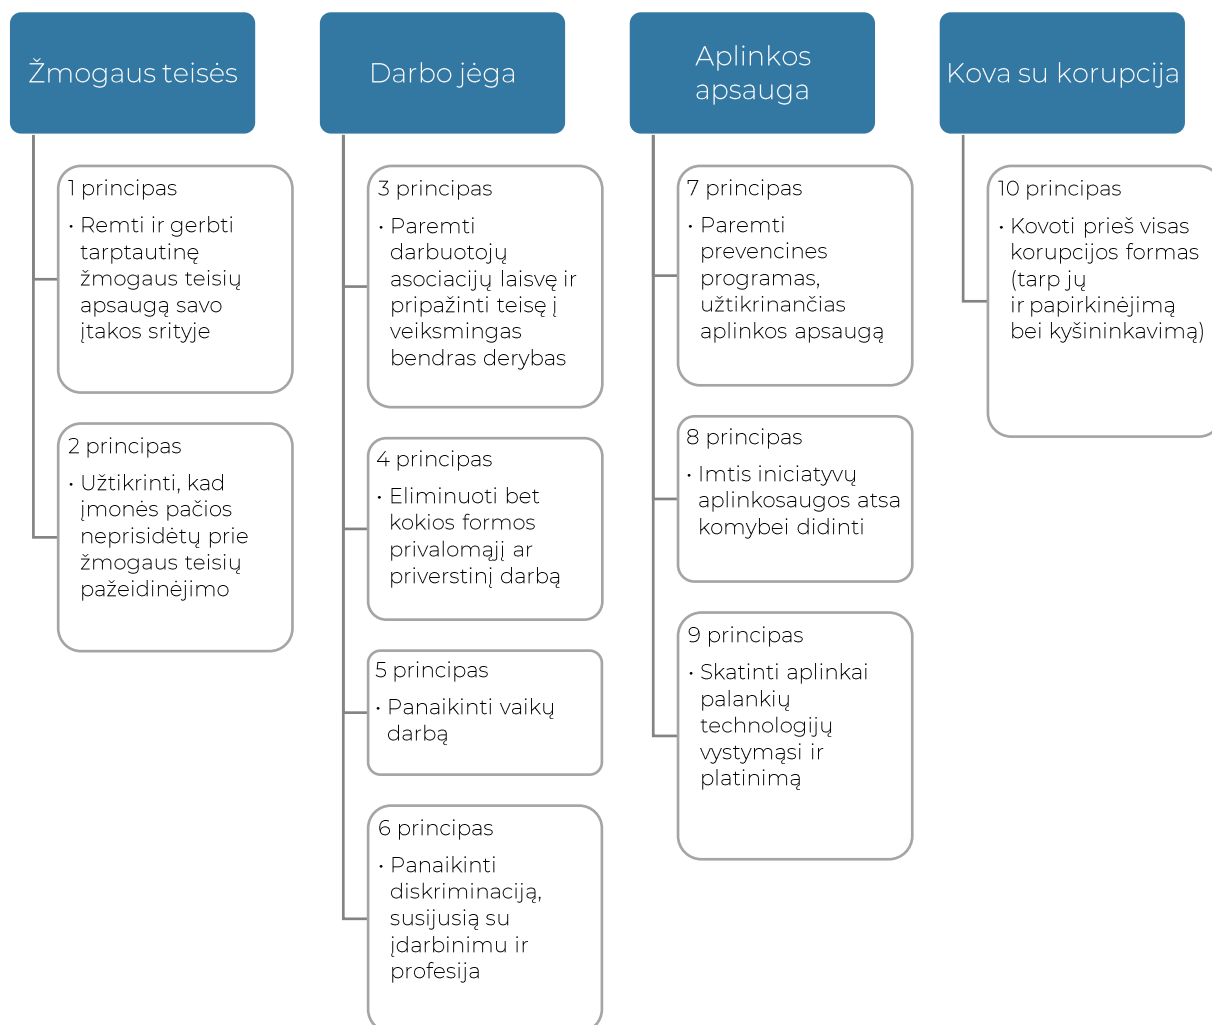 Žmogaus teisės
1 principas
· Remti ir gerbti
tarptautinę
žmogaus teisių
apsaugą savo
įtakos srityje
2 principas
· Užtikrinti, kad
įmonės pačios
neprisidėtų prie
žmogaus teisių
pažeidinėjimo
Darbo jėga
3 principas
· Paremti
darbuotojų
asociacijų laisvę ir
pripažinti teisę į
veiksmingas
bendras derybas
4 principas
· Eliminuoti bet
kokios formos
privalomąjį ar
priverstinį darbą
5 principas
· Panaikinti vaikų
darbą
6 principas
· Panaikinti
diskriminaciją,
susijusią su
įdarbinimu ir
profesija
Aplinkos
apsauga
7 principas
· Paremti
prevencines
programas,
užtikrinančias
aplinkos apsaugą
8 principas
· Imtis iniciatyvų
aplinkosaugos atsa
komybei didinti
9 principas
· Skatinti aplinkai
palankių
technologijų
vystymąsi ir
platinimą
Kova su korupcija
10 principas
· Kovoti prieš visas
korupcijos formas
(tarp jų
ir papirkinėjimą
bei kyšininkavimą)